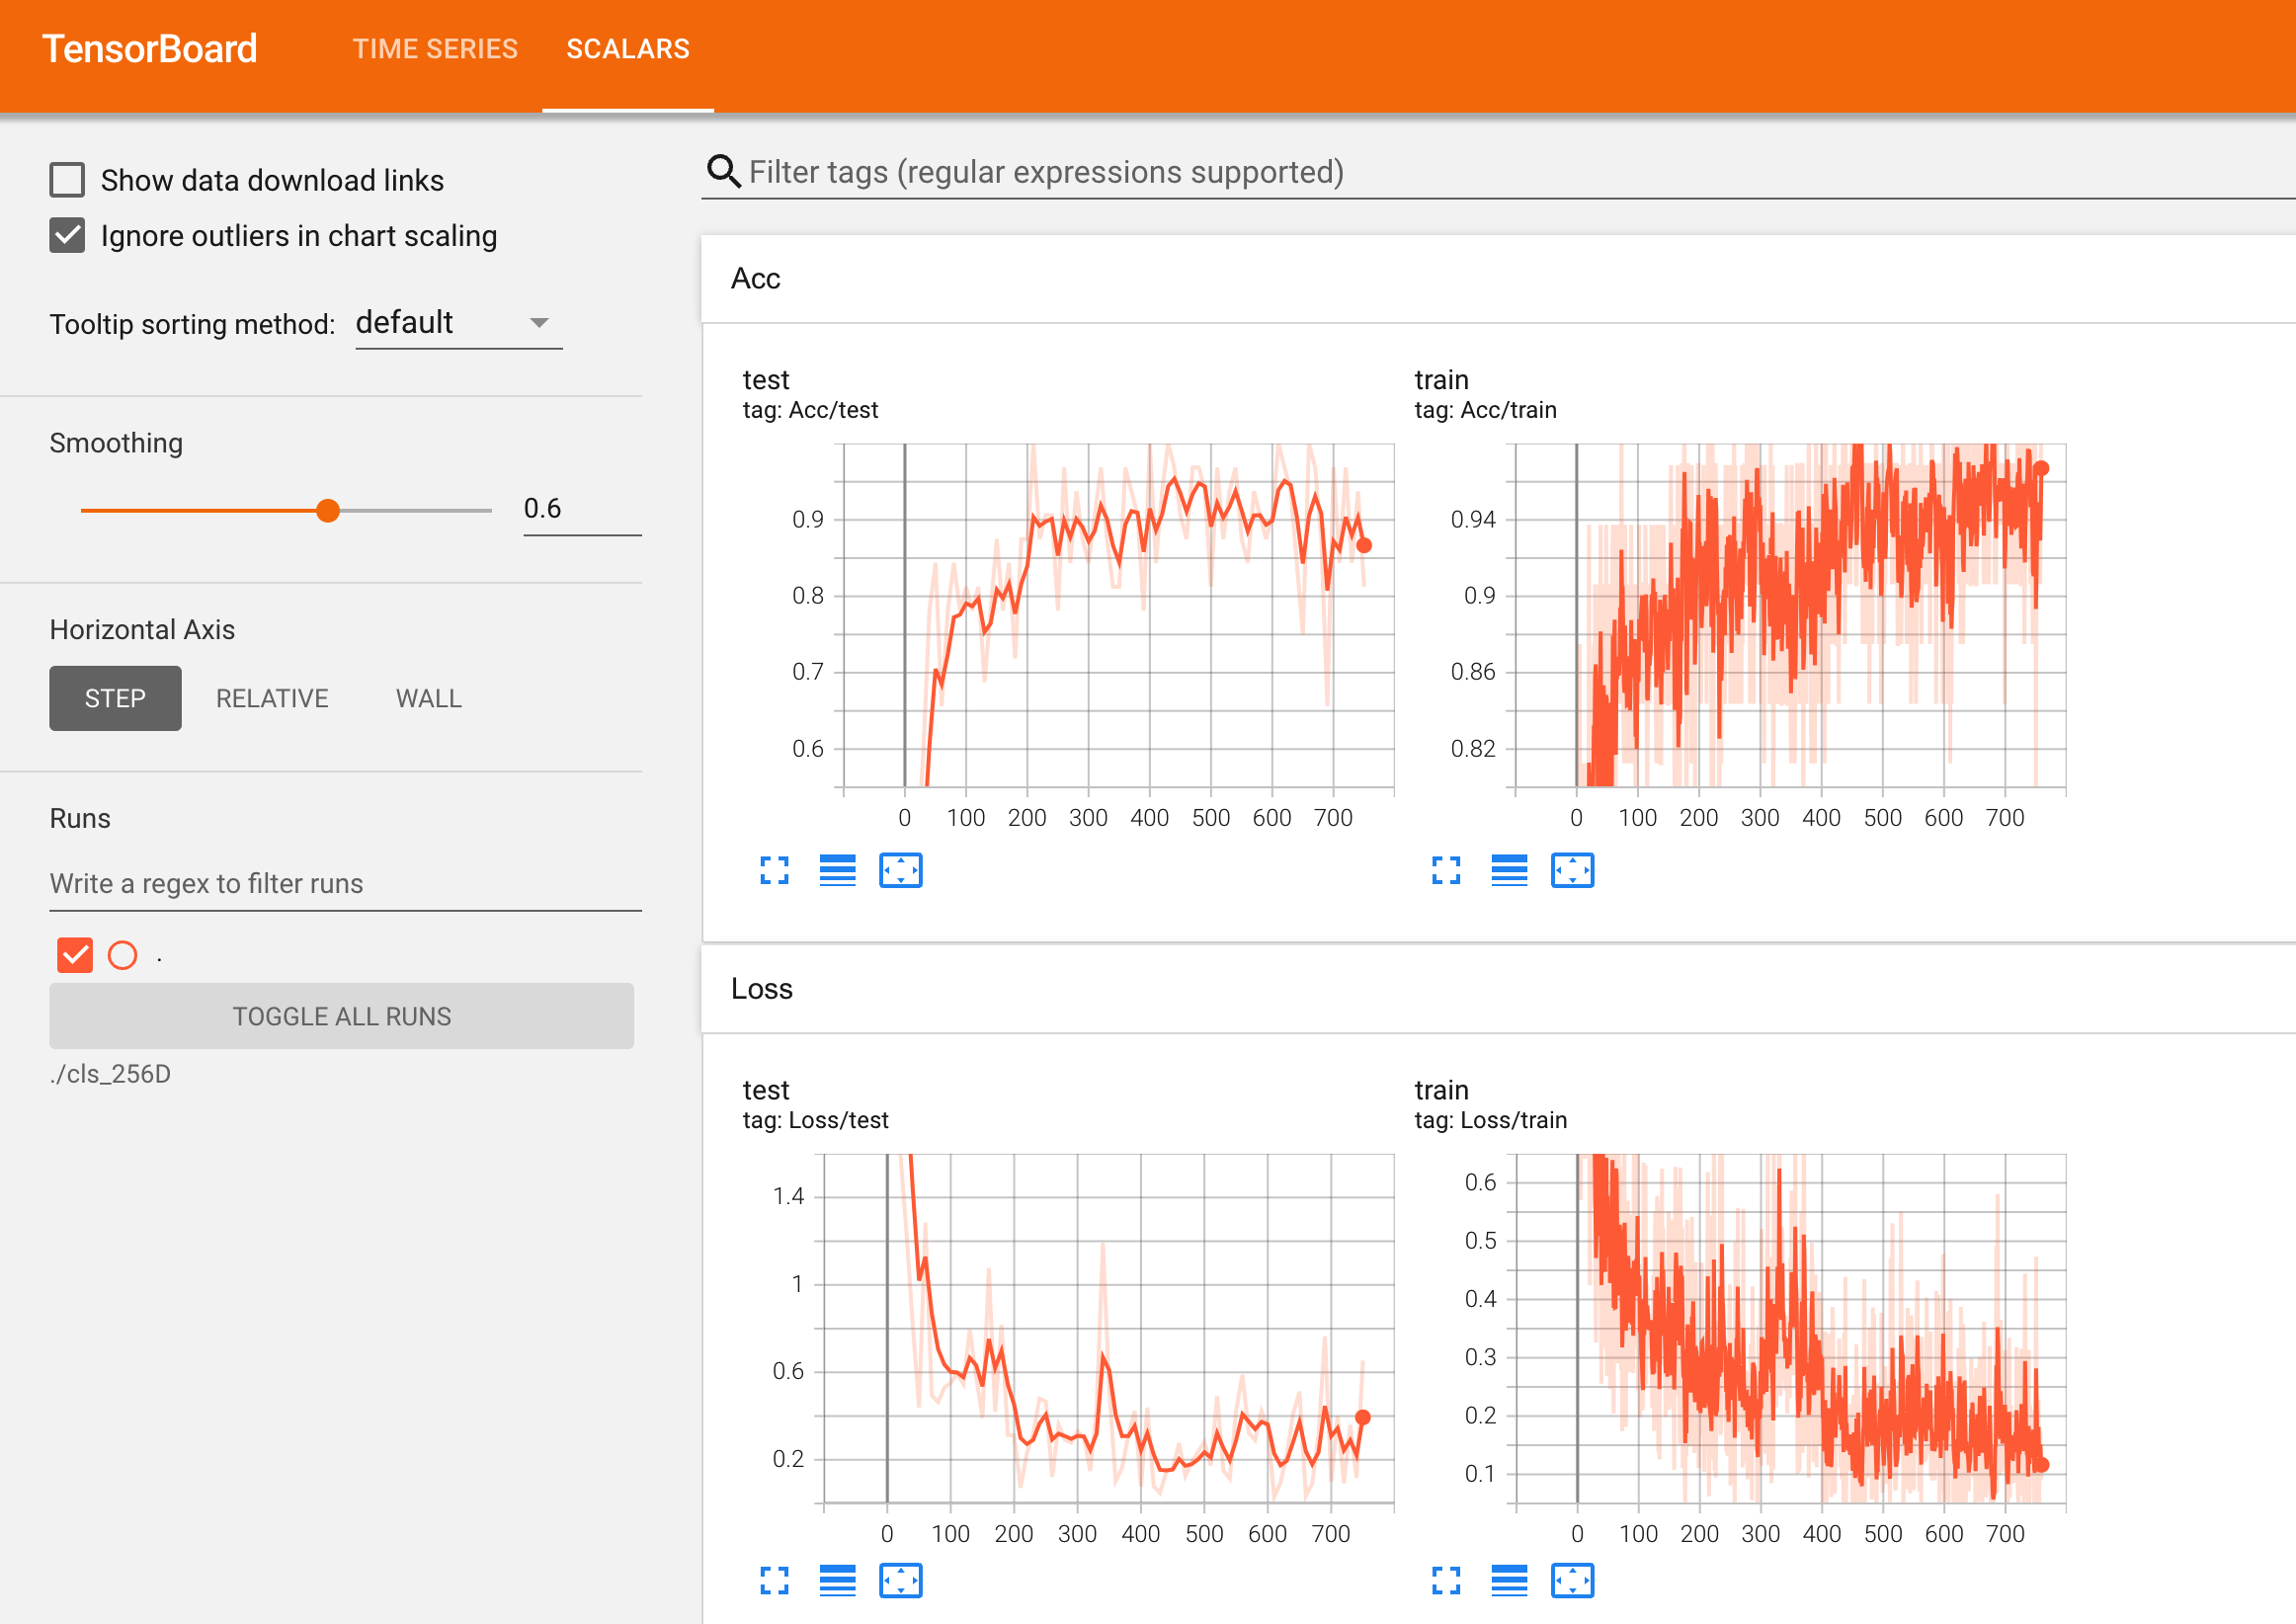 TensorBoard TIME SERIES SCALARS
Show data download links
Ignore outliers in chart scaling
Tooltip sorting method: default
Smoothing
0.6
Horizontal Axis
STEP RELATIVE WALL
Runs
Write a regex to filter runs
.
TOGGLE ALL RUNS
./cls_256D
Filter tags (regular expressions supported)
Acc
test
tag: Acc/test
0.9
0.8
0.7
0.6
0 100 200 300 400 500 600 700
train
tag: Acc/train
0.94
0.9
0.86
0.82
0 100 200 300 400 500 600 700
Loss
test
tag: Loss/test
1.4
1
0.6
0.2
0 100 200 300 400 500 600 700
train
tag: Loss/train
0.6
0.5
0.4
0.3
0.2
0.1
0 100 200 300 400 500 600 700